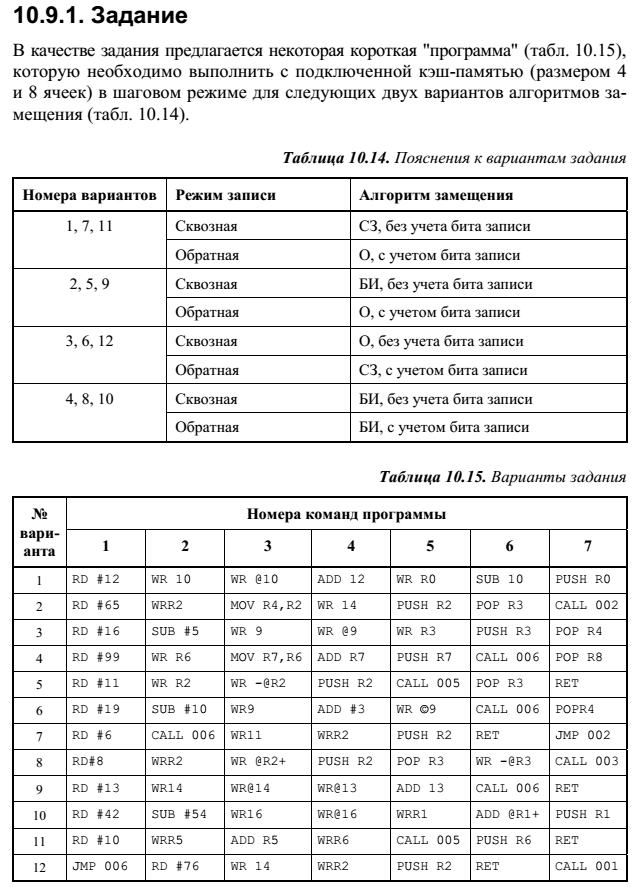 10.9.1. Задание
В качестве задания предлагается некоторая короткая "программа" (табл. 10.15),
которую необходимо выполнить с подключенной кэш-памятью (размером 4
и 8 ячеек) в шаговом режиме для следующих двух вариантов алгоритмов за-
мещения (табл. 10.14).
Таблица 10.14. Пояснения к вариантам задания
Номера вариантов Режим записи Алгоритм замещения
1, 7, 11 Сквозная СЗ, без учета бита записи
Обратная О, с учетом бита записи
2, 5, 9 Сквозная БИ, без учета бита записи
Обратная О, с учетом бита записи
3, 6, 12 Сквозная О, без учета бита записи
Обратная СЗ, с учетом бита записи
4, 8, 10 Сквозная БИ, без учета бита записи
Обратная БИ, с учетом бита записи
Таблица 10.15. Варианты задания
№ вари-анта Номера команд программы
1 2 3 4 5 6 7
1 RD #12 WR 10 WR @10 ADD 12 WR R0 SUB 10 PUSH R0
2 RD #65 WRR2 MOV R4,R2 WR 14 PUSH R2 POP R3 CALL 002
3 RD #16 SUB #5 WR 9 WR @9 WR R3 PUSH R3 POP R4
4 RD #99 WR R6 MOV R7,R6 ADD R7 PUSH R7 CALL 006 POP R8
5 RD #11 WR R2 WR -@R2 PUSH R2 CALL 005 POP R3 RET
6 RD #19 SUB #10 WR9 ADD #3 WR ©9 CALL 006 POPR4
7 RD #6 CALL 006 WR11 WRR2 PUSH R2 RET JMP 002
8 RD#8 WRR2 WR @R2+ PUSH R2 POP R3 WR -@R3 CALL 003
9 RD #13 WR14 WR@14 WR@13 ADD 13 CALL 006 RET
10 RD #42 SUB #54 WR16 WR@16 WRR1 ADD @R1+ PUSH R1
11 RD #10 WRR5 ADD R5 WRR6 CALL 005 PUSH R6 RET
12 JMP 006 RD #76 WR 14 WRR2 PUSH R2 RET CALL 001